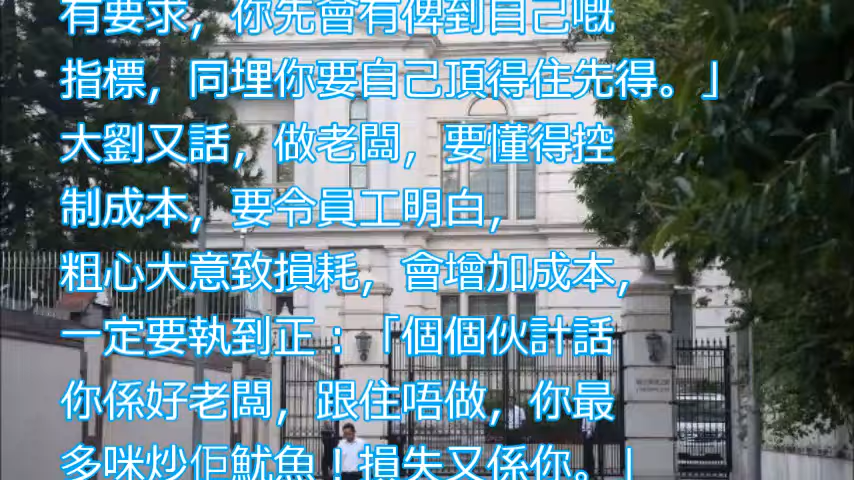 有要求，你先會有俾到自己嘅
指標，同埋你要自己頂得住先得。」
大劉又話，做老闆，要懂得控
制成本，要令員工明白，
粗心大意致損耗，會增加成本，
一定要執到正：「個個伙計話
你係好老闆，跟住唔做，你最
多咪炒佢魷魚！損失又係你。」